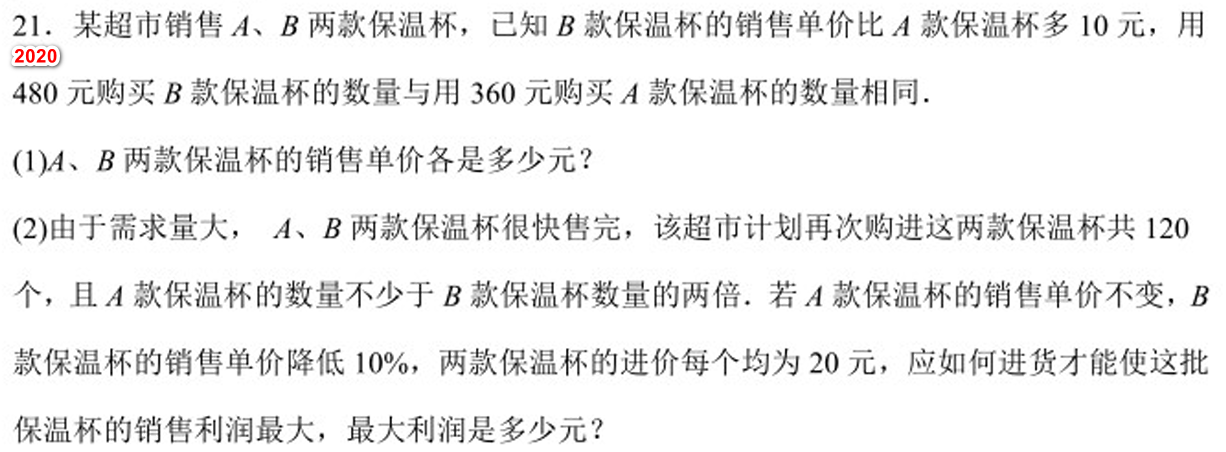 21．某超市销售 A、B 两款保温杯，已知 B 款保温杯的销售单价比 A 款保温杯多 10 元，用
2020
480 元购买 B 款保温杯的数量与用 360 元购买 A 款保温杯的数量相同．
(1)A、B 两款保温杯的销售单价各是多少元？
(2)由于需求量大， A、B 两款保温杯很快售完，该超市计划再次购进这两款保温杯共 120
个，且 A 款保温杯的数量不少于 B 款保温杯数量的两倍．若 A 款保温杯的销售单价不变，B
款保温杯的销售单价降低 10%，两款保温杯的进价每个均为 20 元，应如何进货才能使这批
保温杯的销售利润最大，最大利润是多少元？